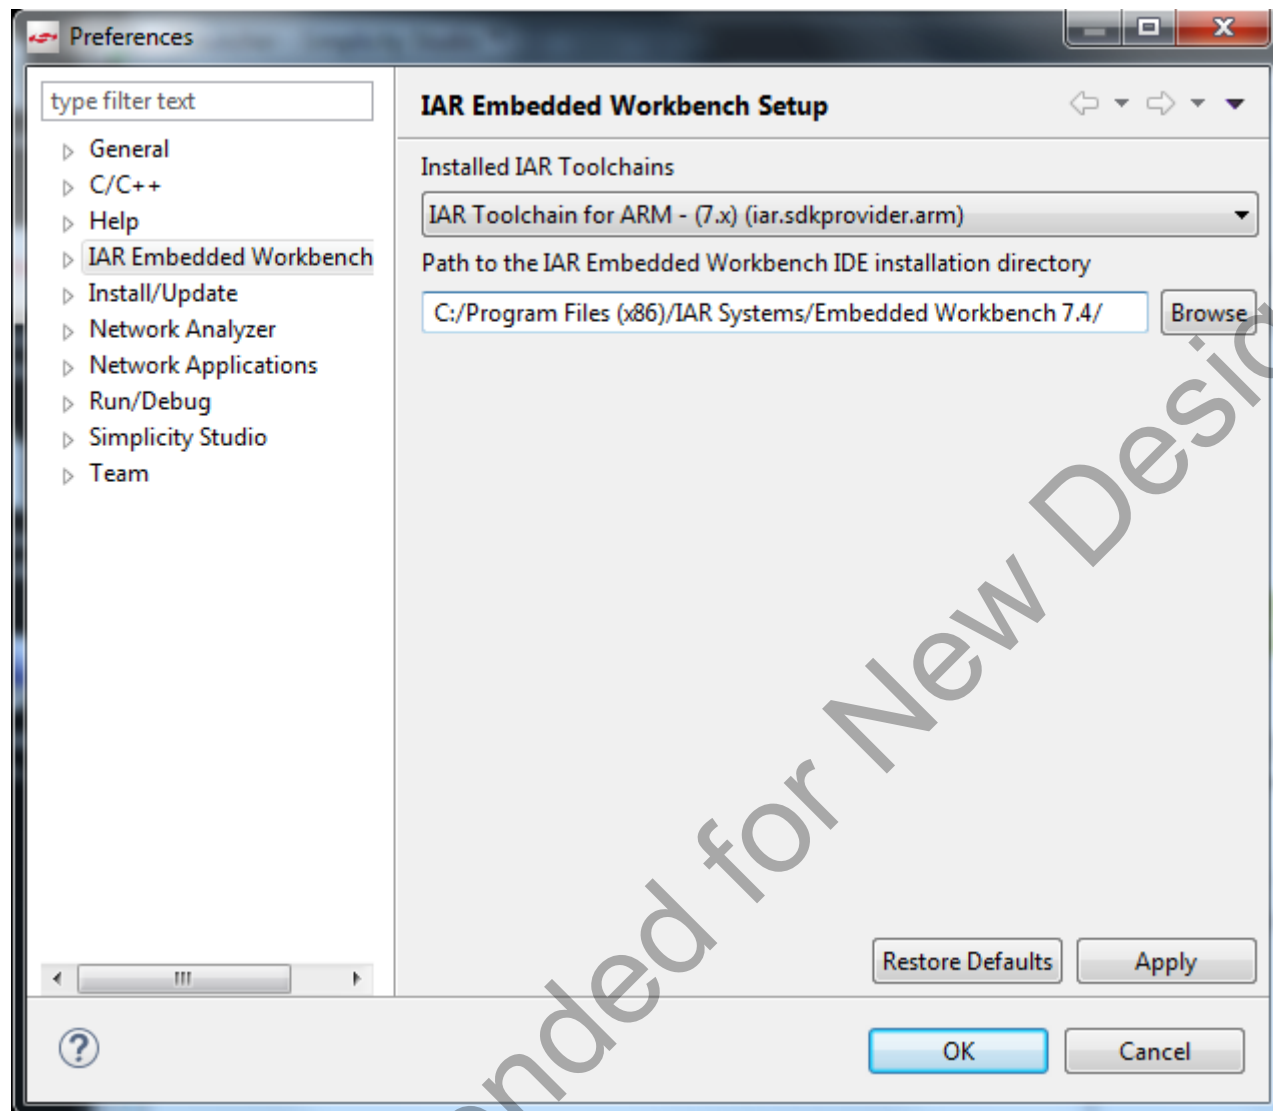 Preferences
type filter text
General
C/C++
Help
IAR Embedded Workbench
Install/Update
Network Analyzer
Network Applications
Run/Debug
Simplicity Studio
Team
IAR Embedded Workbench Setup
Installed IAR Toolchains
IAR Toolchain for ARM - (7.x) (iar.sdkprovider.arm)
Path to the IAR Embedded Workbench IDE installation directory
C:/Program Files (x86)/IAR Systems/Embedded Workbench 7.4/
Browse
Restore Defaults
Apply
OK
Cancel
for New